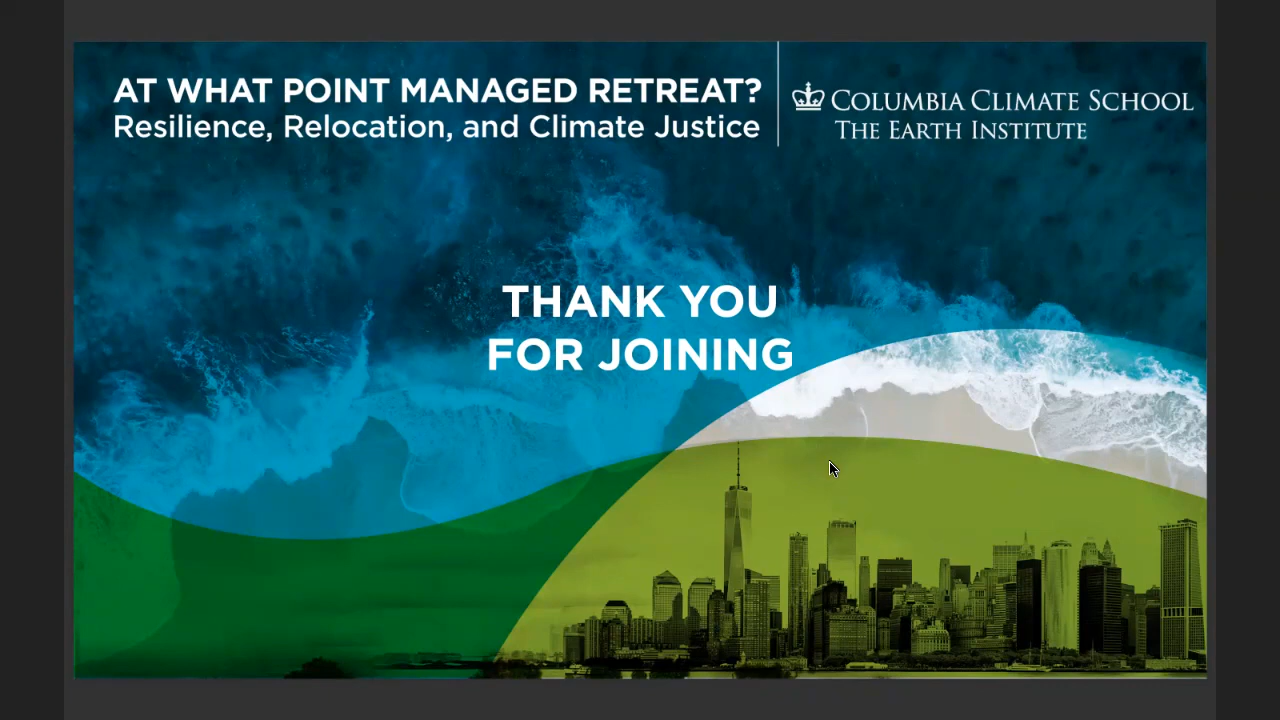 AT WHAT POINT MANAGED RETREAT?
Resilience, Relocation, and Climate Justice
COLUMBIA CLIMATE SCHOOL
THE EARTH INSTITUTE
THANK YOU
FOR JOINING